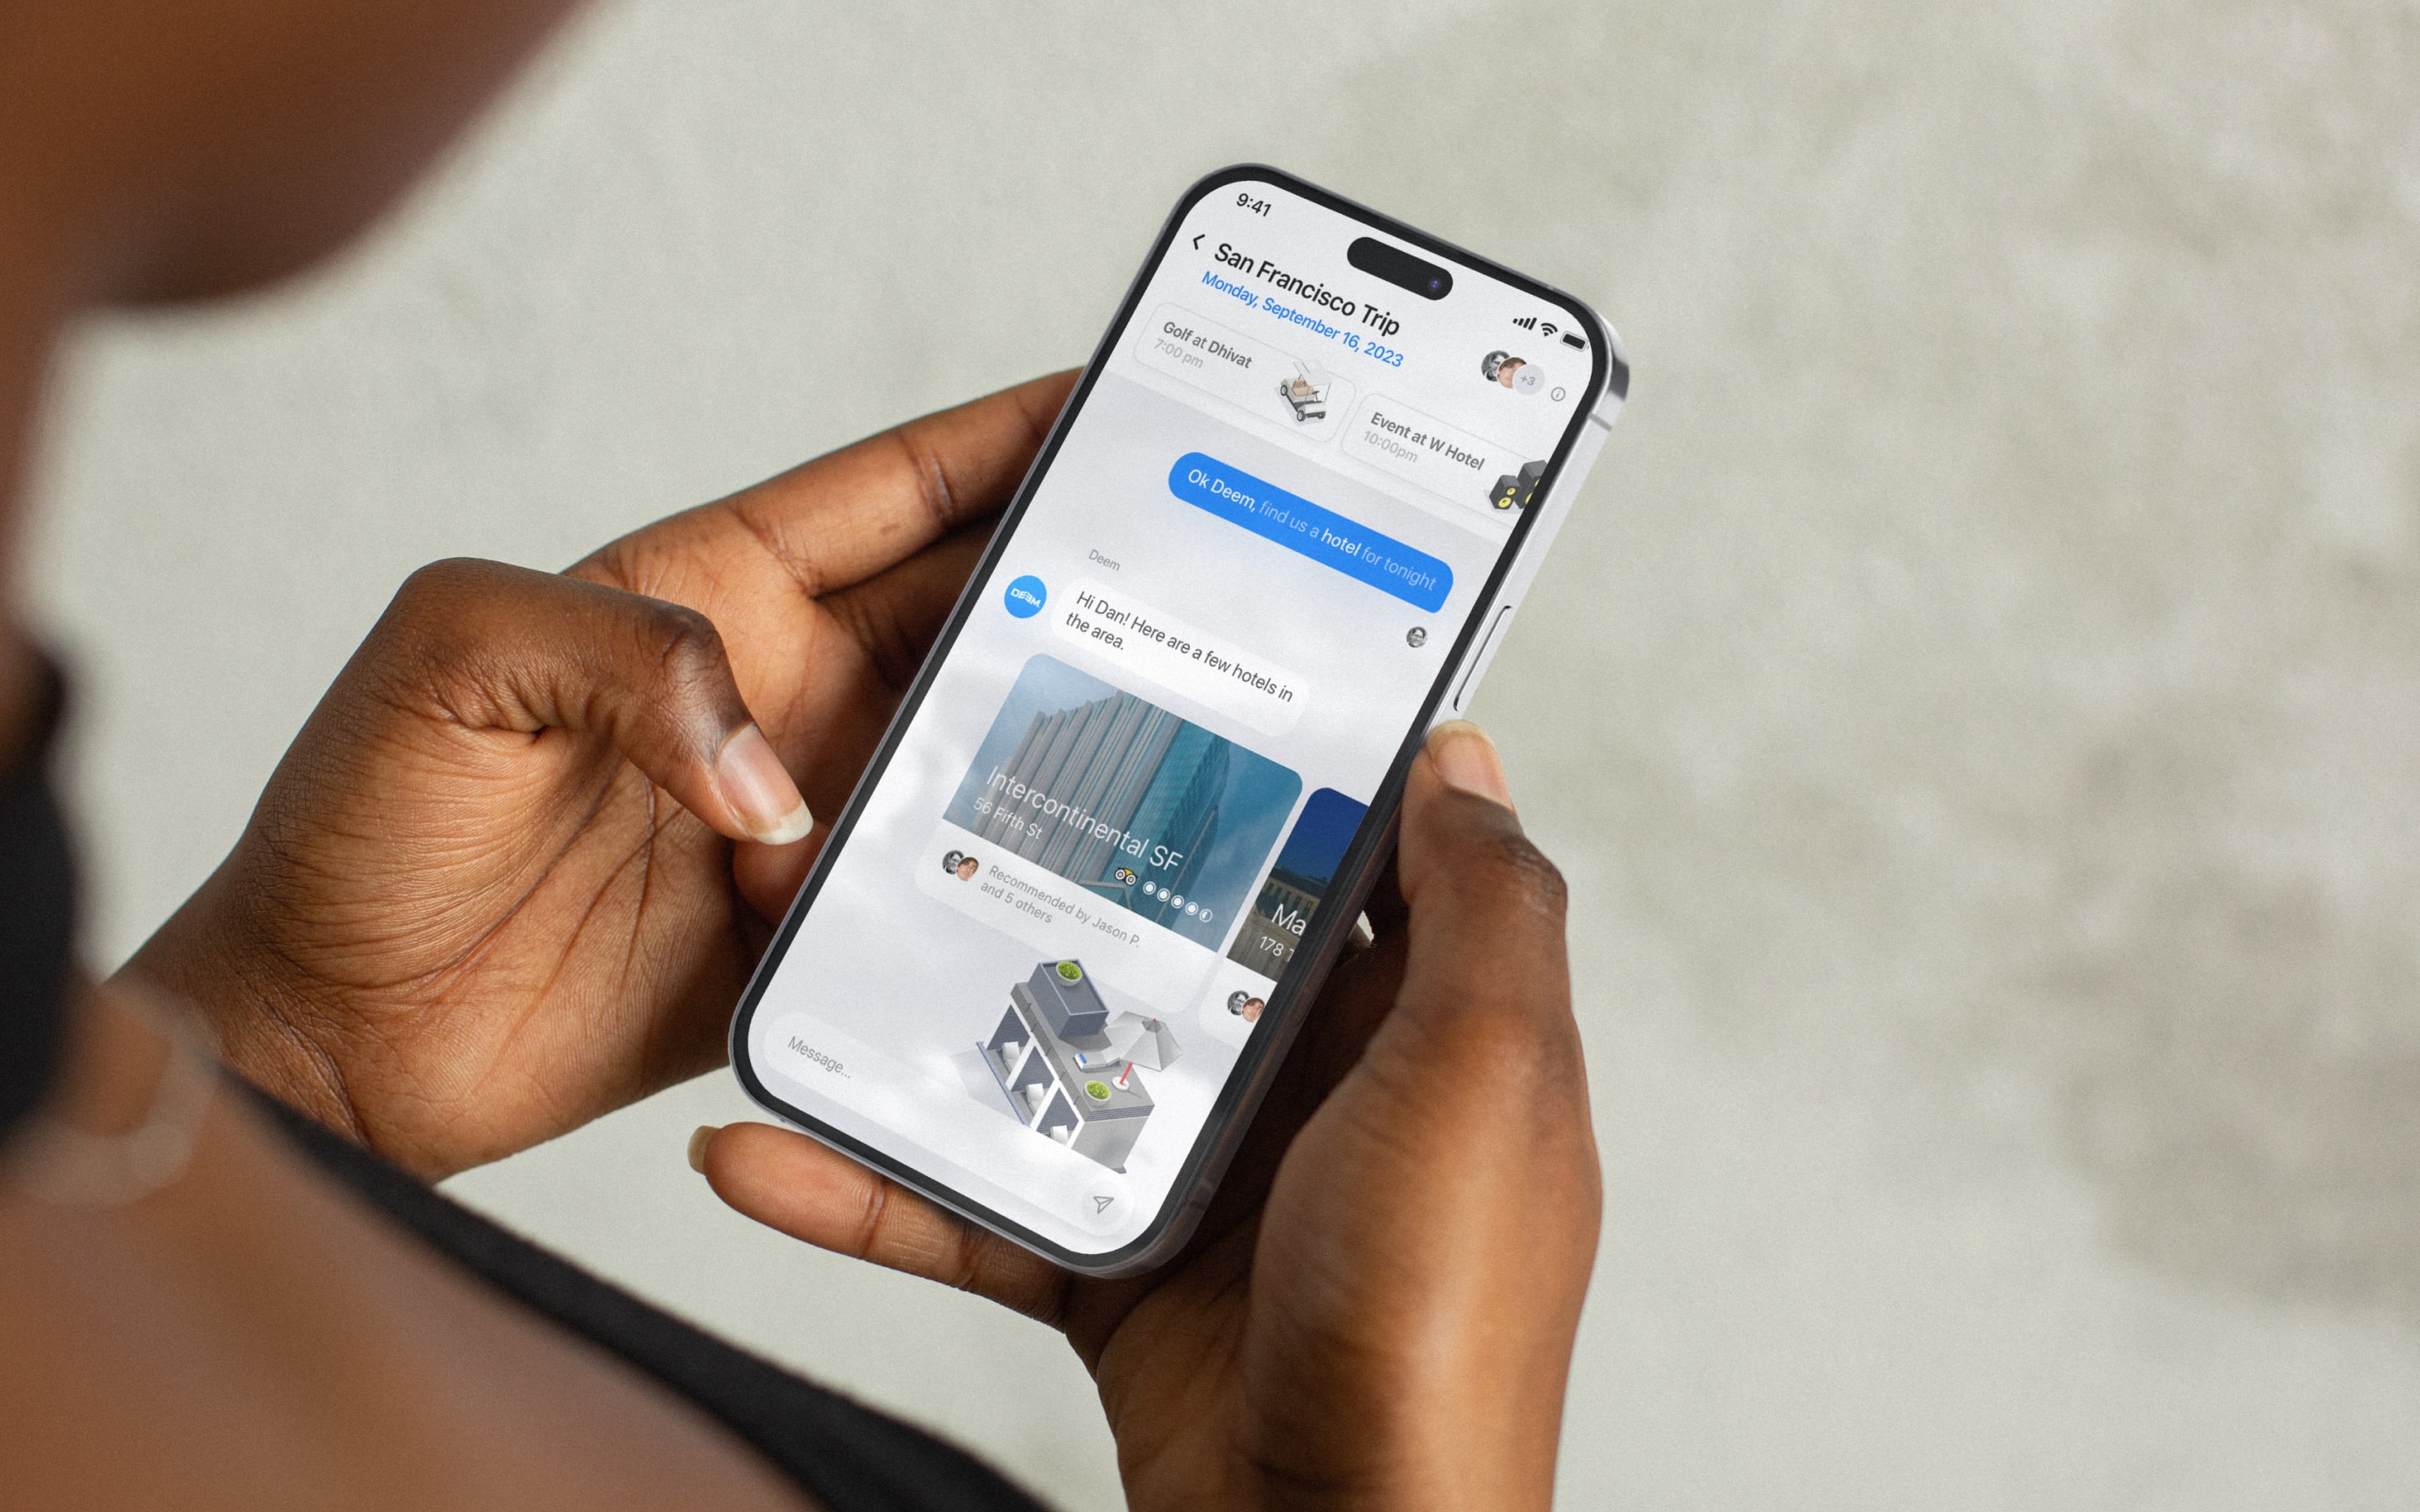 9:41
San Francisco Trip
Monday, September 16, 2023
+3
Golf at Dhivat
7:00 pm
Event at W Hotel
10:00pm
Ok Deem, find us a hotel for tonight
Deem
DEEM
Hi Dan! Here are a few hotels in
the area.
Intercontinental SF
56 Fifth St
Recommended by Jason P.
and 5 others
Ma
178
Message...